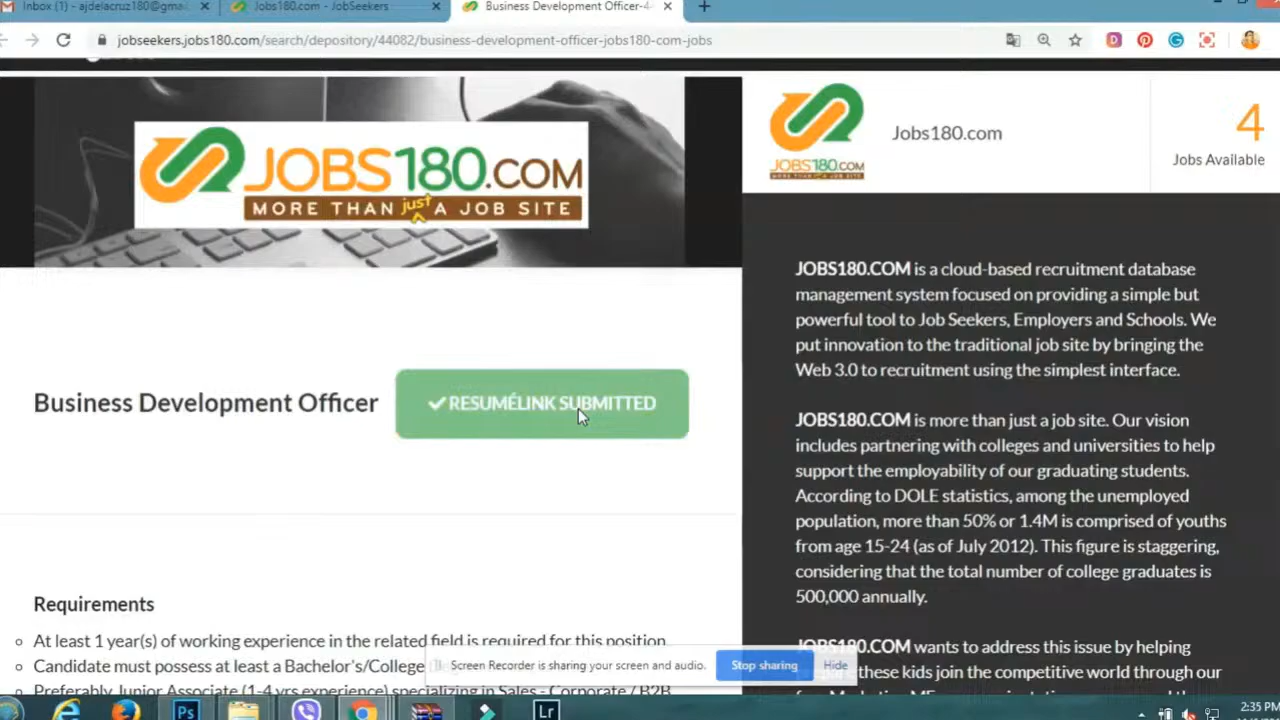 Inbox (1) - ajdelacruz180@gmai
Jobs180.com - JobSeekers
Business Development Officer-4
jobseekers.jobs180.com/search/depository/44082/business-development-officer-jobs180-com-jobs
JOBS180.COM
MORE THAN just A JOB SITE
JOBS180.COM
MORE THAN just A JOB SITE
Jobs180.com
4
Jobs Available
Business Development Officer
RESUMÉLINK SUBMITTED
Requirements
At least 1 year(s) of working experience in the related field is required for this position.
Candidate must possess at least a Bachelor's/College
Preferably Junior Associate (1-4 yrs experience) specializing in Sales - Corporate / B2B
JOBS180.COM is a cloud-based recruitment database
management system focused on providing a simple but
powerful tool to Job Seekers, Employers and Schools. We
put innovation to the traditional job site by bringing the
Web 3.0 to recruitment using the simplest interface.
JOBS180.COM is more than just a job site. Our vision
includes partnering with colleges and universities to help
support the employability of our graduating students.
According to DOLE statistics, among the unemployed
population, more than 50% or 1.4M is comprised of youths
from age 15-24 (as of July 2012). This figure is staggering,
considering that the total number of college graduates is
500,000 annually.
JOBS180.COM wants to address this issue by helping
these kids join the competitive world through our
Screen Recorder is sharing your screen and audio.
Stop sharing
Hide
Ps
Lr
2:35 PM